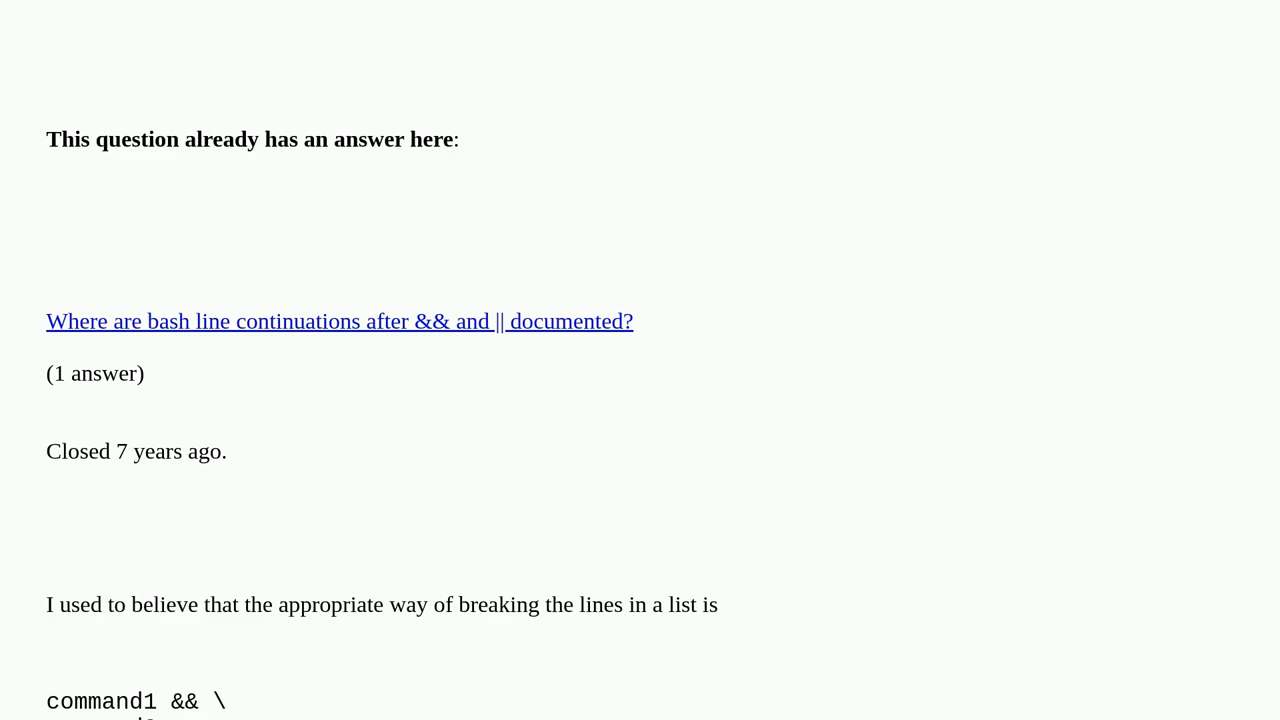 This question already has an answer here:
Where are bash line continuations after && and || documented?
(1 answer)
Closed 7 years ago.
I used to believe that the appropriate way of breaking the lines in a list is
command1 && \